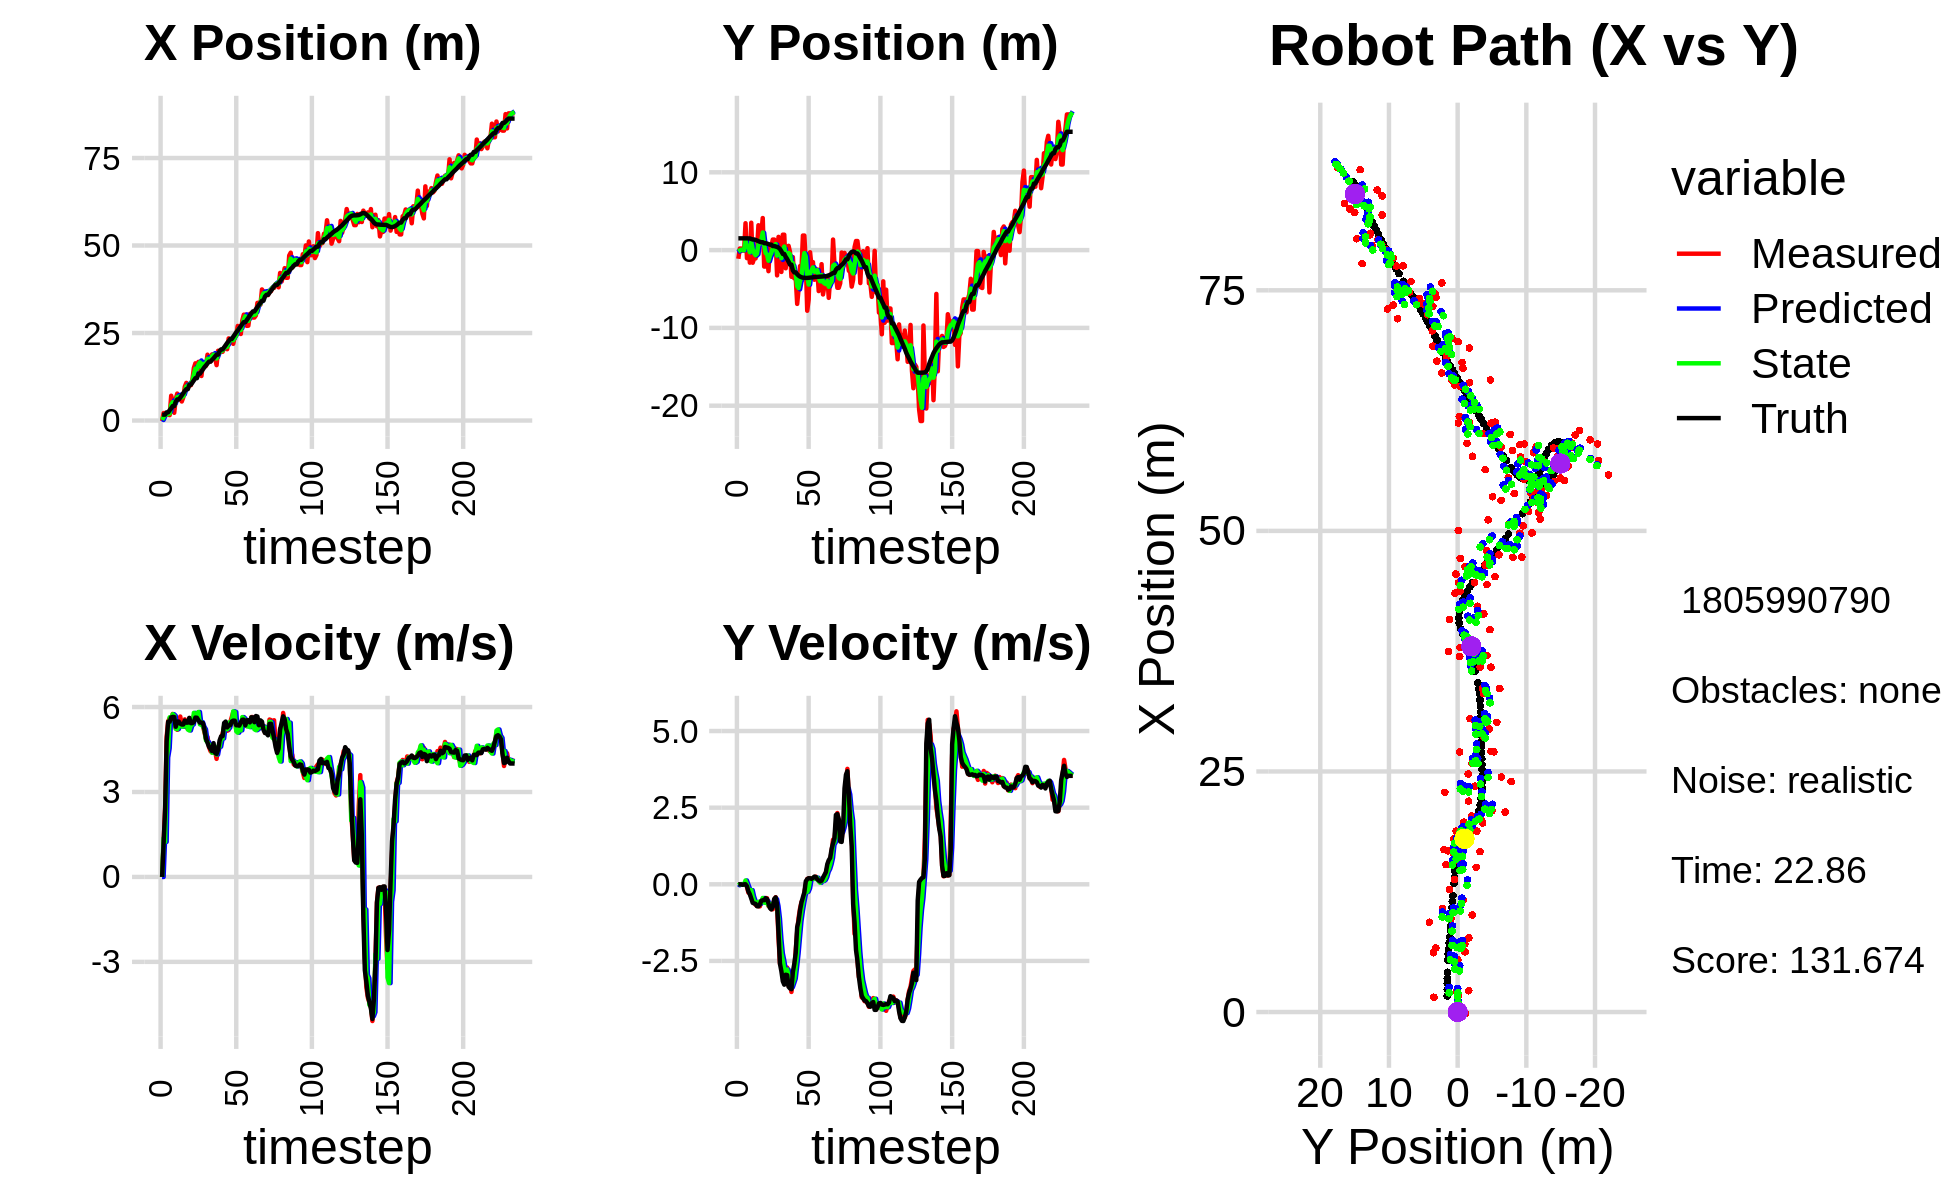 X Position (m)
75
50
25
0
0
50
100
150
200
timestep
Y Position (m)
10
0
-10
-20
0
50
100
150
200
timestep
X Velocity (m/s)
6
3
0
-3
0
50
100
150
200
timestep
Y Velocity (m/s)
5.0
2.5
0.0
-2.5
0
50
100
150
200
timestep
Robot Path (X vs Y)
X Position (m)
75
50
25
0
20 10 0 -10 -20
Y Position (m)
variable
Measured
Predicted
State
Truth
1805990790
Obstacles: none
Noise: realistic
Time: 22.86
Score: 131.674